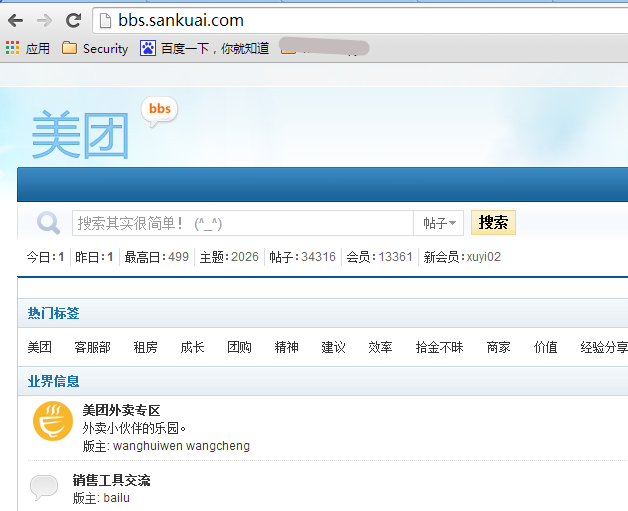 bbs.sankuai.com
应用 Security 百度一下，你就知道
美团 bbs
搜索其实很简单！ (^_^) 帖子 搜索
今日:1 昨日:1 最高日:499 主题:2026 帖子:34316 会员:13361 新会员:xuyi02
热门标签
美团 客服部 租房 成长 团购 精神 建议 效率 拾金不昧 商家 价值 经验分享
业界信息
美团外卖专区
外卖小伙伴的乐园。
版主: wanghuiwen wangcheng
销售工具交流
版主: bailu